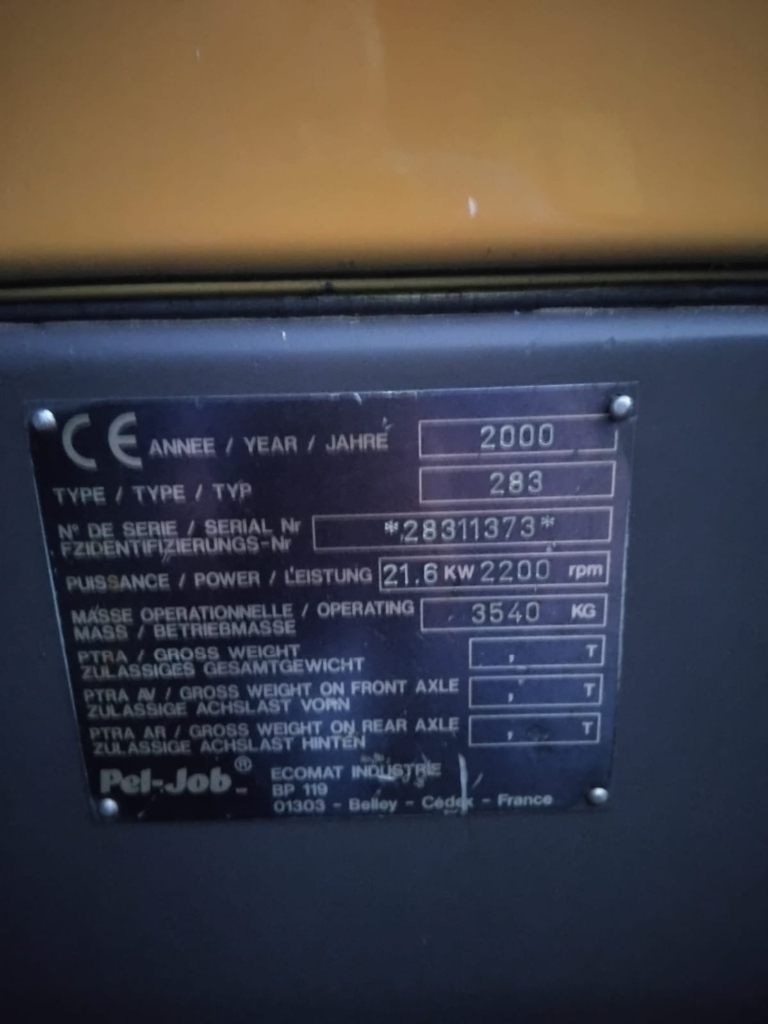 CE ANNEE / YEAR / JAHRE 2000
TYPE / TYPE / TYP 283
N° DE SERIE / SERIAL Nr *28311373*
FZIDENTIFIZIERUNGS-Nr
PUISSANCE / POWER / LEISTUNG 21.6 KW 2200 rpm
MASSE OPERATIONNELLE / OPERATING 3540 KG
MASS / BETRIEBMASSE
PTRA / GROSS WEIGHT , T
ZULASSIGES GESAMTGEWICHT
PTRA AV / GROSS WEIGHT ON FRONT AXLE , T
ZULASSIGE ACHSLAST VORN
PTRA AR / GROSS WEIGHT ON REAR AXLE , T
ZULASSIGE ACHSLAST HINTEN
Pel-Job® ECOMAT INDUSTRIE
BP 119
01303 - Belley - Cedex - France